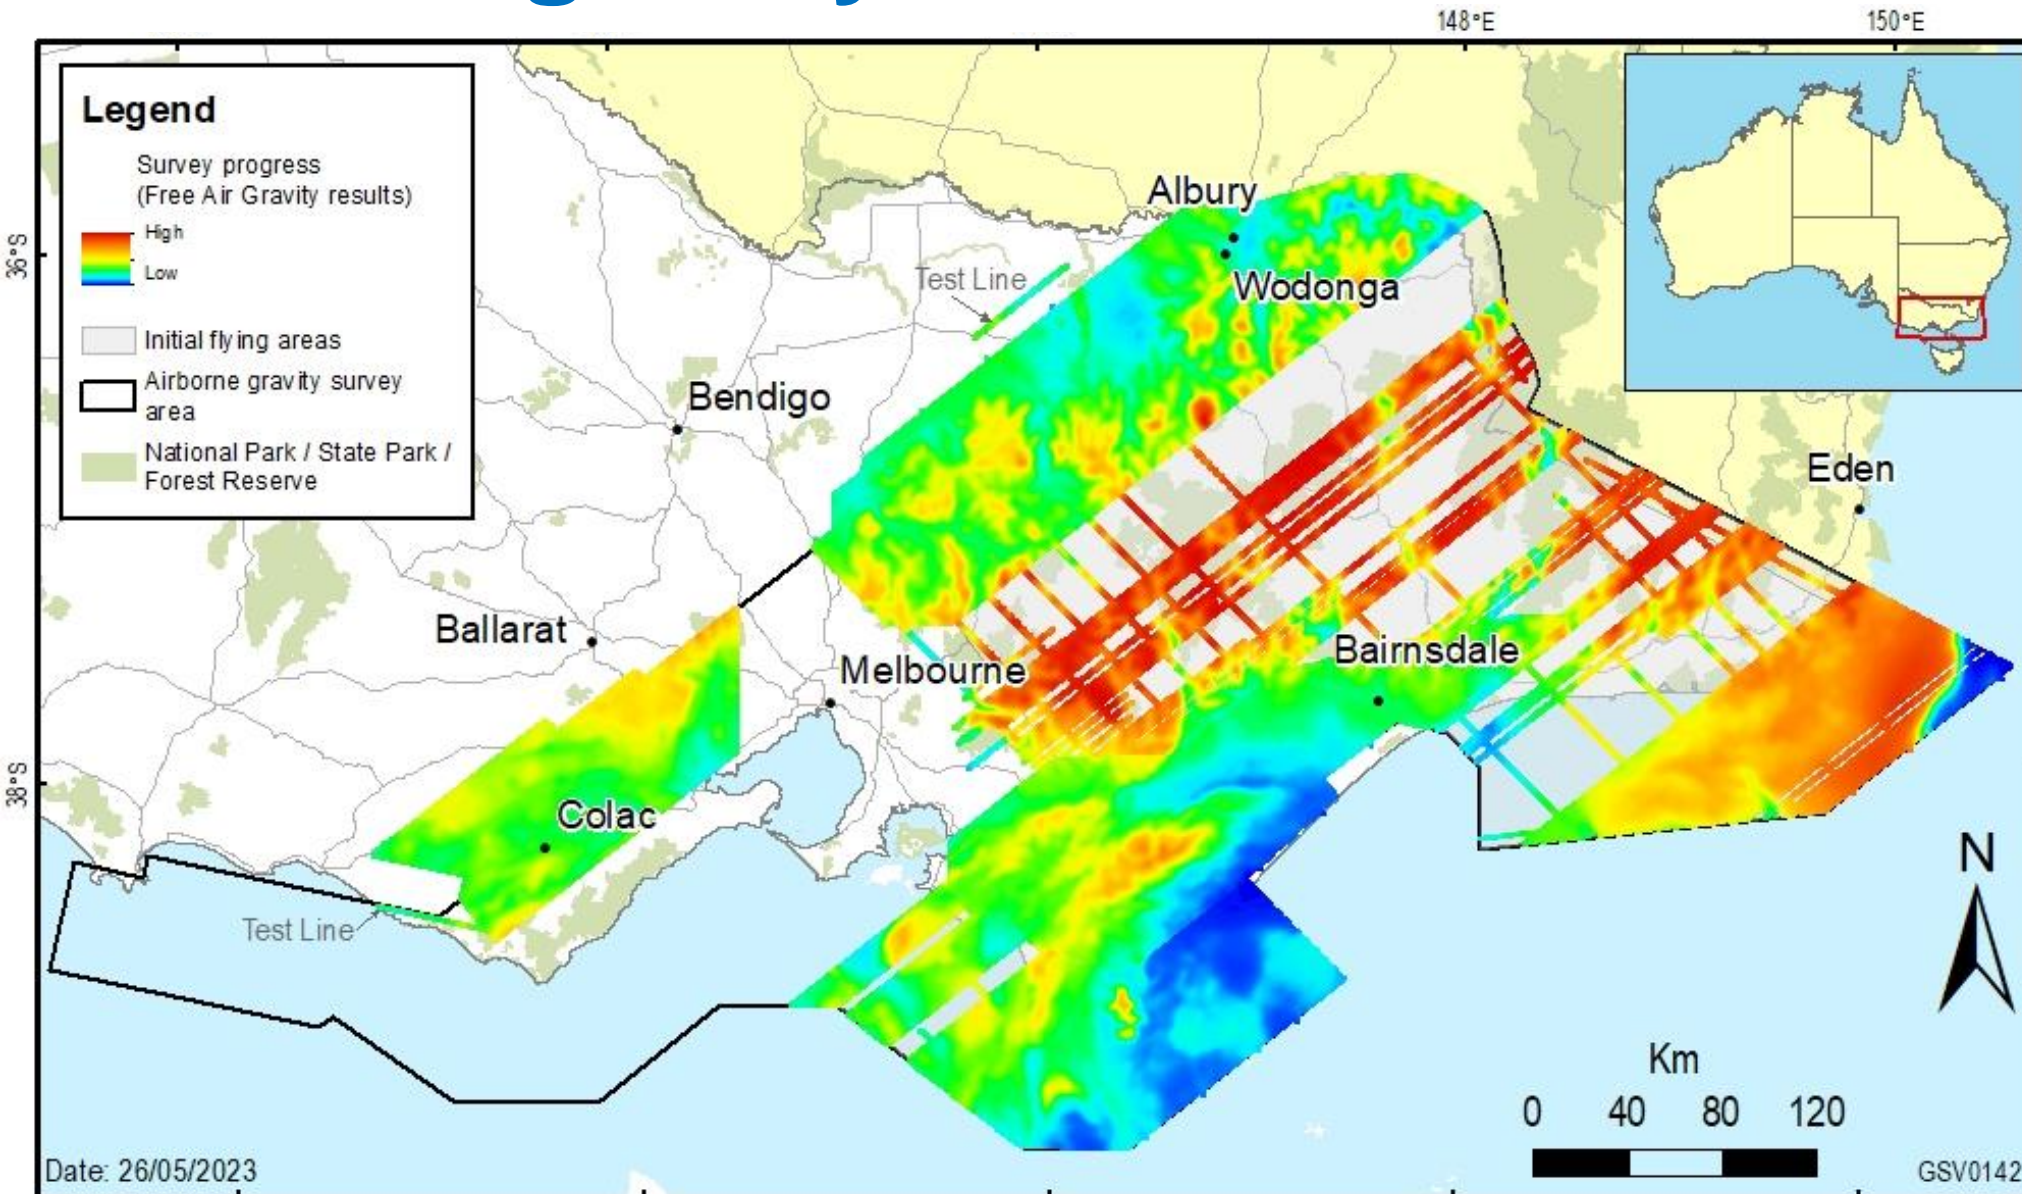 148°E
150°E
Legend
Survey progress
(Free Air Gravity results)
High
Low
Initial flying areas
Airborne gravity survey
area
National Park / State Park /
Forest Reserve
36°S
38°S
Albury
Wodonga
Test Line
Bendigo
Eden
Ballarat
Melbourne
Bairnsdale
Colac
Test Line
N
Km
0 40 80 120
Date: 26/05/2023
GSV0142